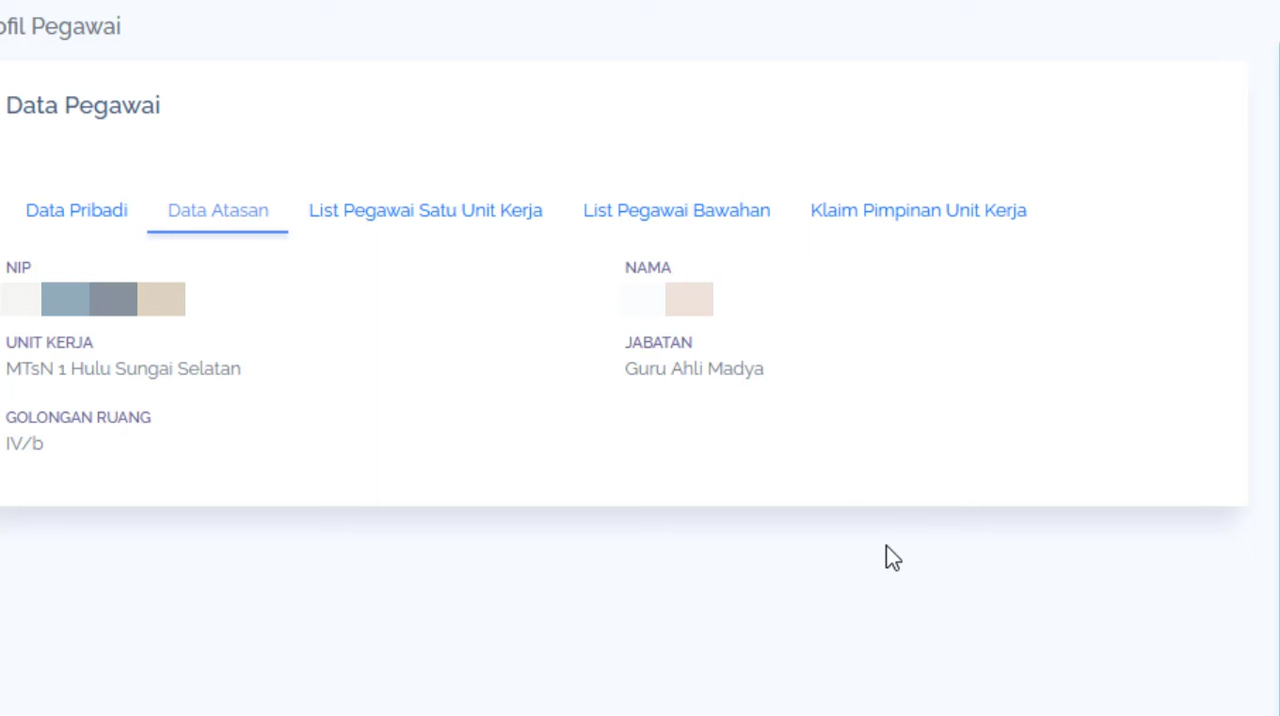 ofil Pegawai
Data Pegawai
Data Pribadi Data Atasan List Pegawai Satu Unit Kerja List Pegawai Bawahan Klaim Pimpinan Unit Kerja
NIP NAMA
UNIT KERJA JABATAN
MTsN 1 Hulu Sungai Selatan Guru Ahli Madya
GOLONGAN RUANG
IV/b